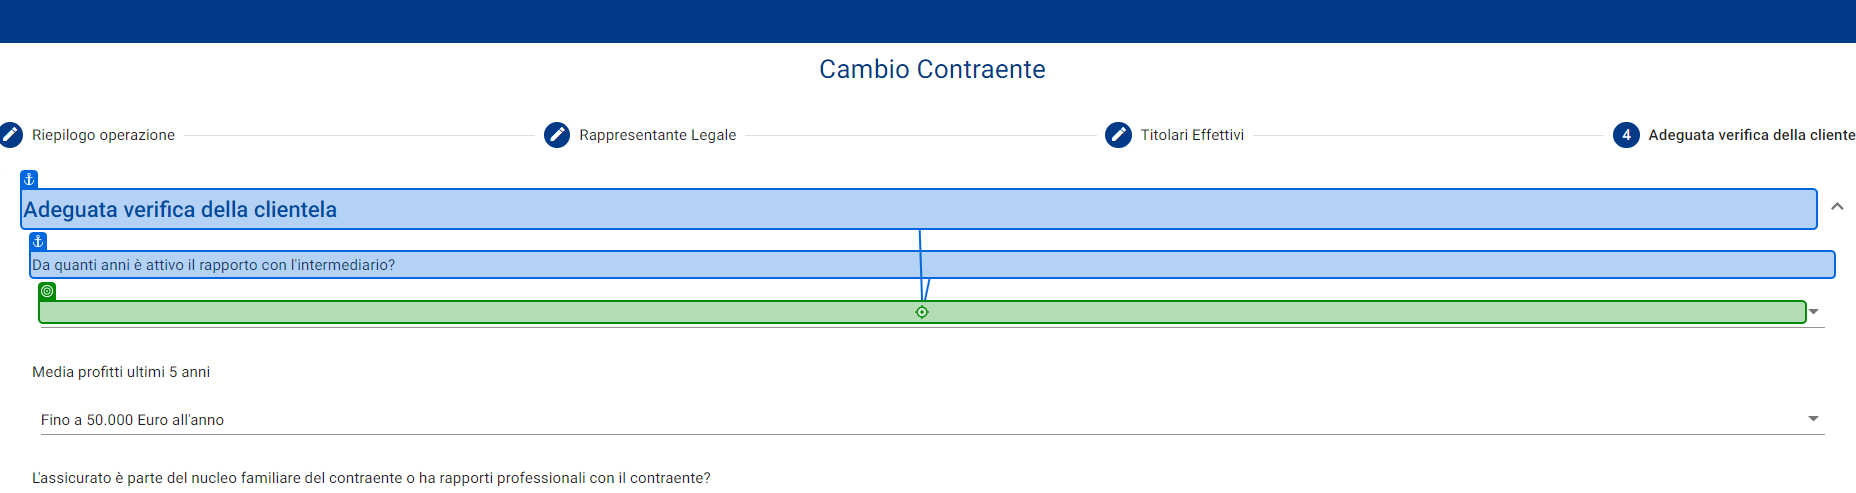 Cambio Contraente
Riepilogo operazione
Rappresentante Legale
Titolari Effettivi
4 Adeguata verifica della cliente
Adeguata verifica della clientela
Da quanti anni è attivo il rapporto con l'intermediario?
Media profitti ultimi 5 anni
Fino a 50.000 Euro all'anno
L'assicurato è parte del nucleo familiare del contraente o ha rapporti professionali con il contraente?